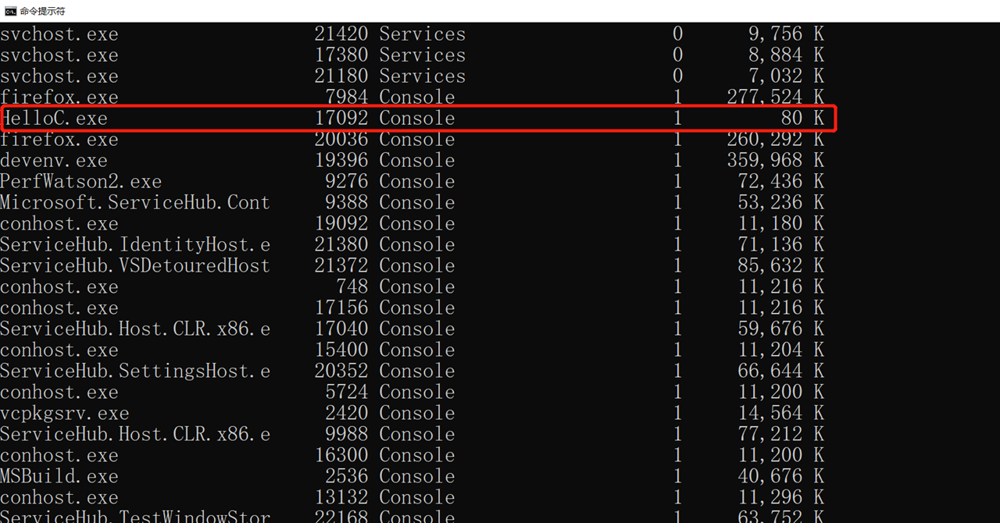 命令提示符
svchost.exe 21420 Services 0 9,756 K
svchost.exe 17380 Services 0 8,884 K
svchost.exe 21180 Services 0 7,032 K
firefox.exe 7984 Console 1 277,524 K
HelloC.exe 17092 Console 1 80 K
firefox.exe 20036 Console 1 260,292 K
devenv.exe 19396 Console 1 359,968 K
PerfWatson2.exe 9276 Console 1 72,436 K
Microsoft.ServiceHub.Cont 9388 Console 1 53,236 K
conhost.exe 19092 Console 1 11,180 K
ServiceHub.IdentityHost.e 21380 Console 1 71,136 K
ServiceHub.VSDetouredHost 21372 Console 1 85,632 K
conhost.exe 748 Console 1 11,216 K
conhost.exe 17156 Console 1 11,216 K
ServiceHub.Host.CLR.x86.e 17040 Console 1 59,676 K
conhost.exe 15400 Console 1 11,204 K
ServiceHub.SettingsHost.e 20352 Console 1 66,644 K
conhost.exe 5724 Console 1 11,200 K
vcpkgsrv.exe 2420 Console 1 14,564 K
ServiceHub.Host.CLR.x86.e 9988 Console 1 77,212 K
conhost.exe 16300 Console 1 11,200 K
MSBuild.exe 2536 Console 1 40,676 K
conhost.exe 13132 Console 1 11,296 K
ServiceHub.TestWindowStor 22168 Console 1 63,752 K